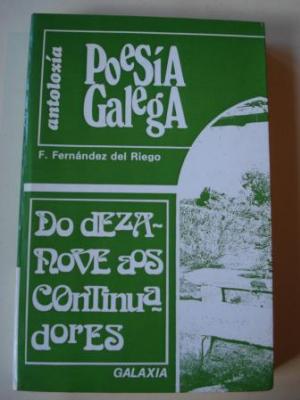 antoloxía
PoeSÍA
GalegA
F. Fernández del Riego
Do dezA-
NOVE aos
CONtinua-
dores
GALAXIA